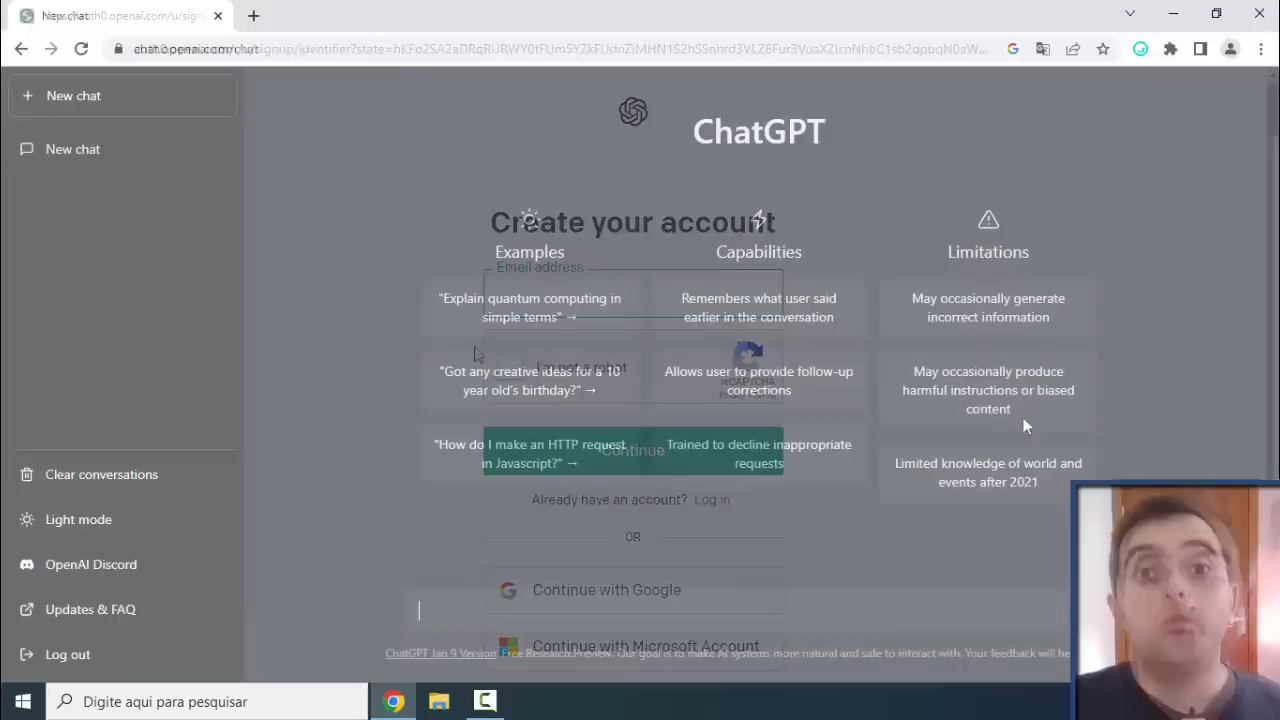 New chat
chat.openai.com/chat
New chat
New chat
ChatGPT
Create your account
Examples
Capabilities
Limitations
Email address
"Explain quantum computing in
simple terms" →
Remembers what user said
earlier in the conversation
May occasionally generate
incorrect information
I'm not a robot
reCAPTCHA
"Got any creative ideas for a 10
year old's birthday?" →
Allows user to provide follow-up
corrections
May occasionally produce
harmful instructions or biased
content
"How do I make an HTTP request
in Javascript?" →
Trained to decline inappropriate
requests
Limited knowledge of world and
events after 2021
Continue
Already have an account? Log in
OR
Continue with Google
Continue with Microsoft Account
Clear conversations
Light mode
OpenAI Discord
Updates & FAQ
Log out
ChatGPT Jan 9 Version. Free Research Preview. Our goal is to make AI systems more natural and safe to interact with. Your feedback will he
Digite aqui para pesquisar